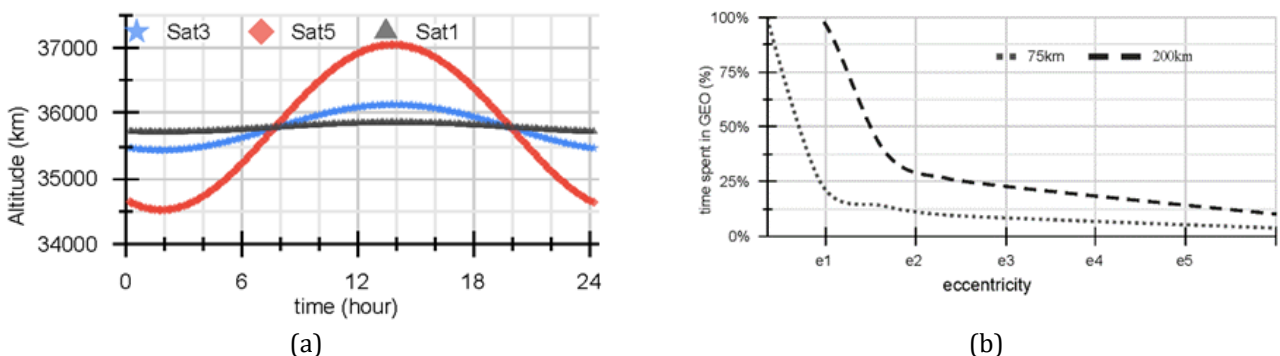 Sat3 Sat5 Sat1
37000
36000
35000
34000
Altitude (km)
0 6 12 18 24
time (hour)
(a)
100%
75%
50%
25%
0%
time spent in GEO (%)
75km 200km
e1 e2 e3 e4 e5
eccentricity
(b)